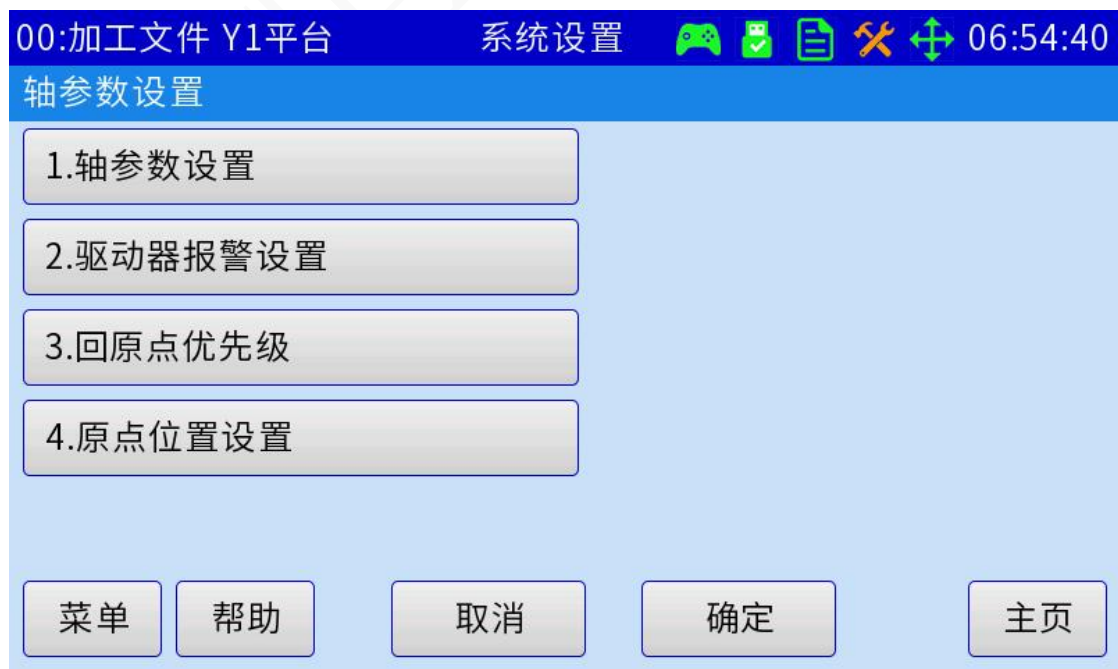 00:加工文件 Y1平台 系统设置 06:54:40
轴参数设置
1.轴参数设置
2.驱动器报警设置
3.回原点优先级
4.原点位置设置
菜单 帮助 取消 确定 主页